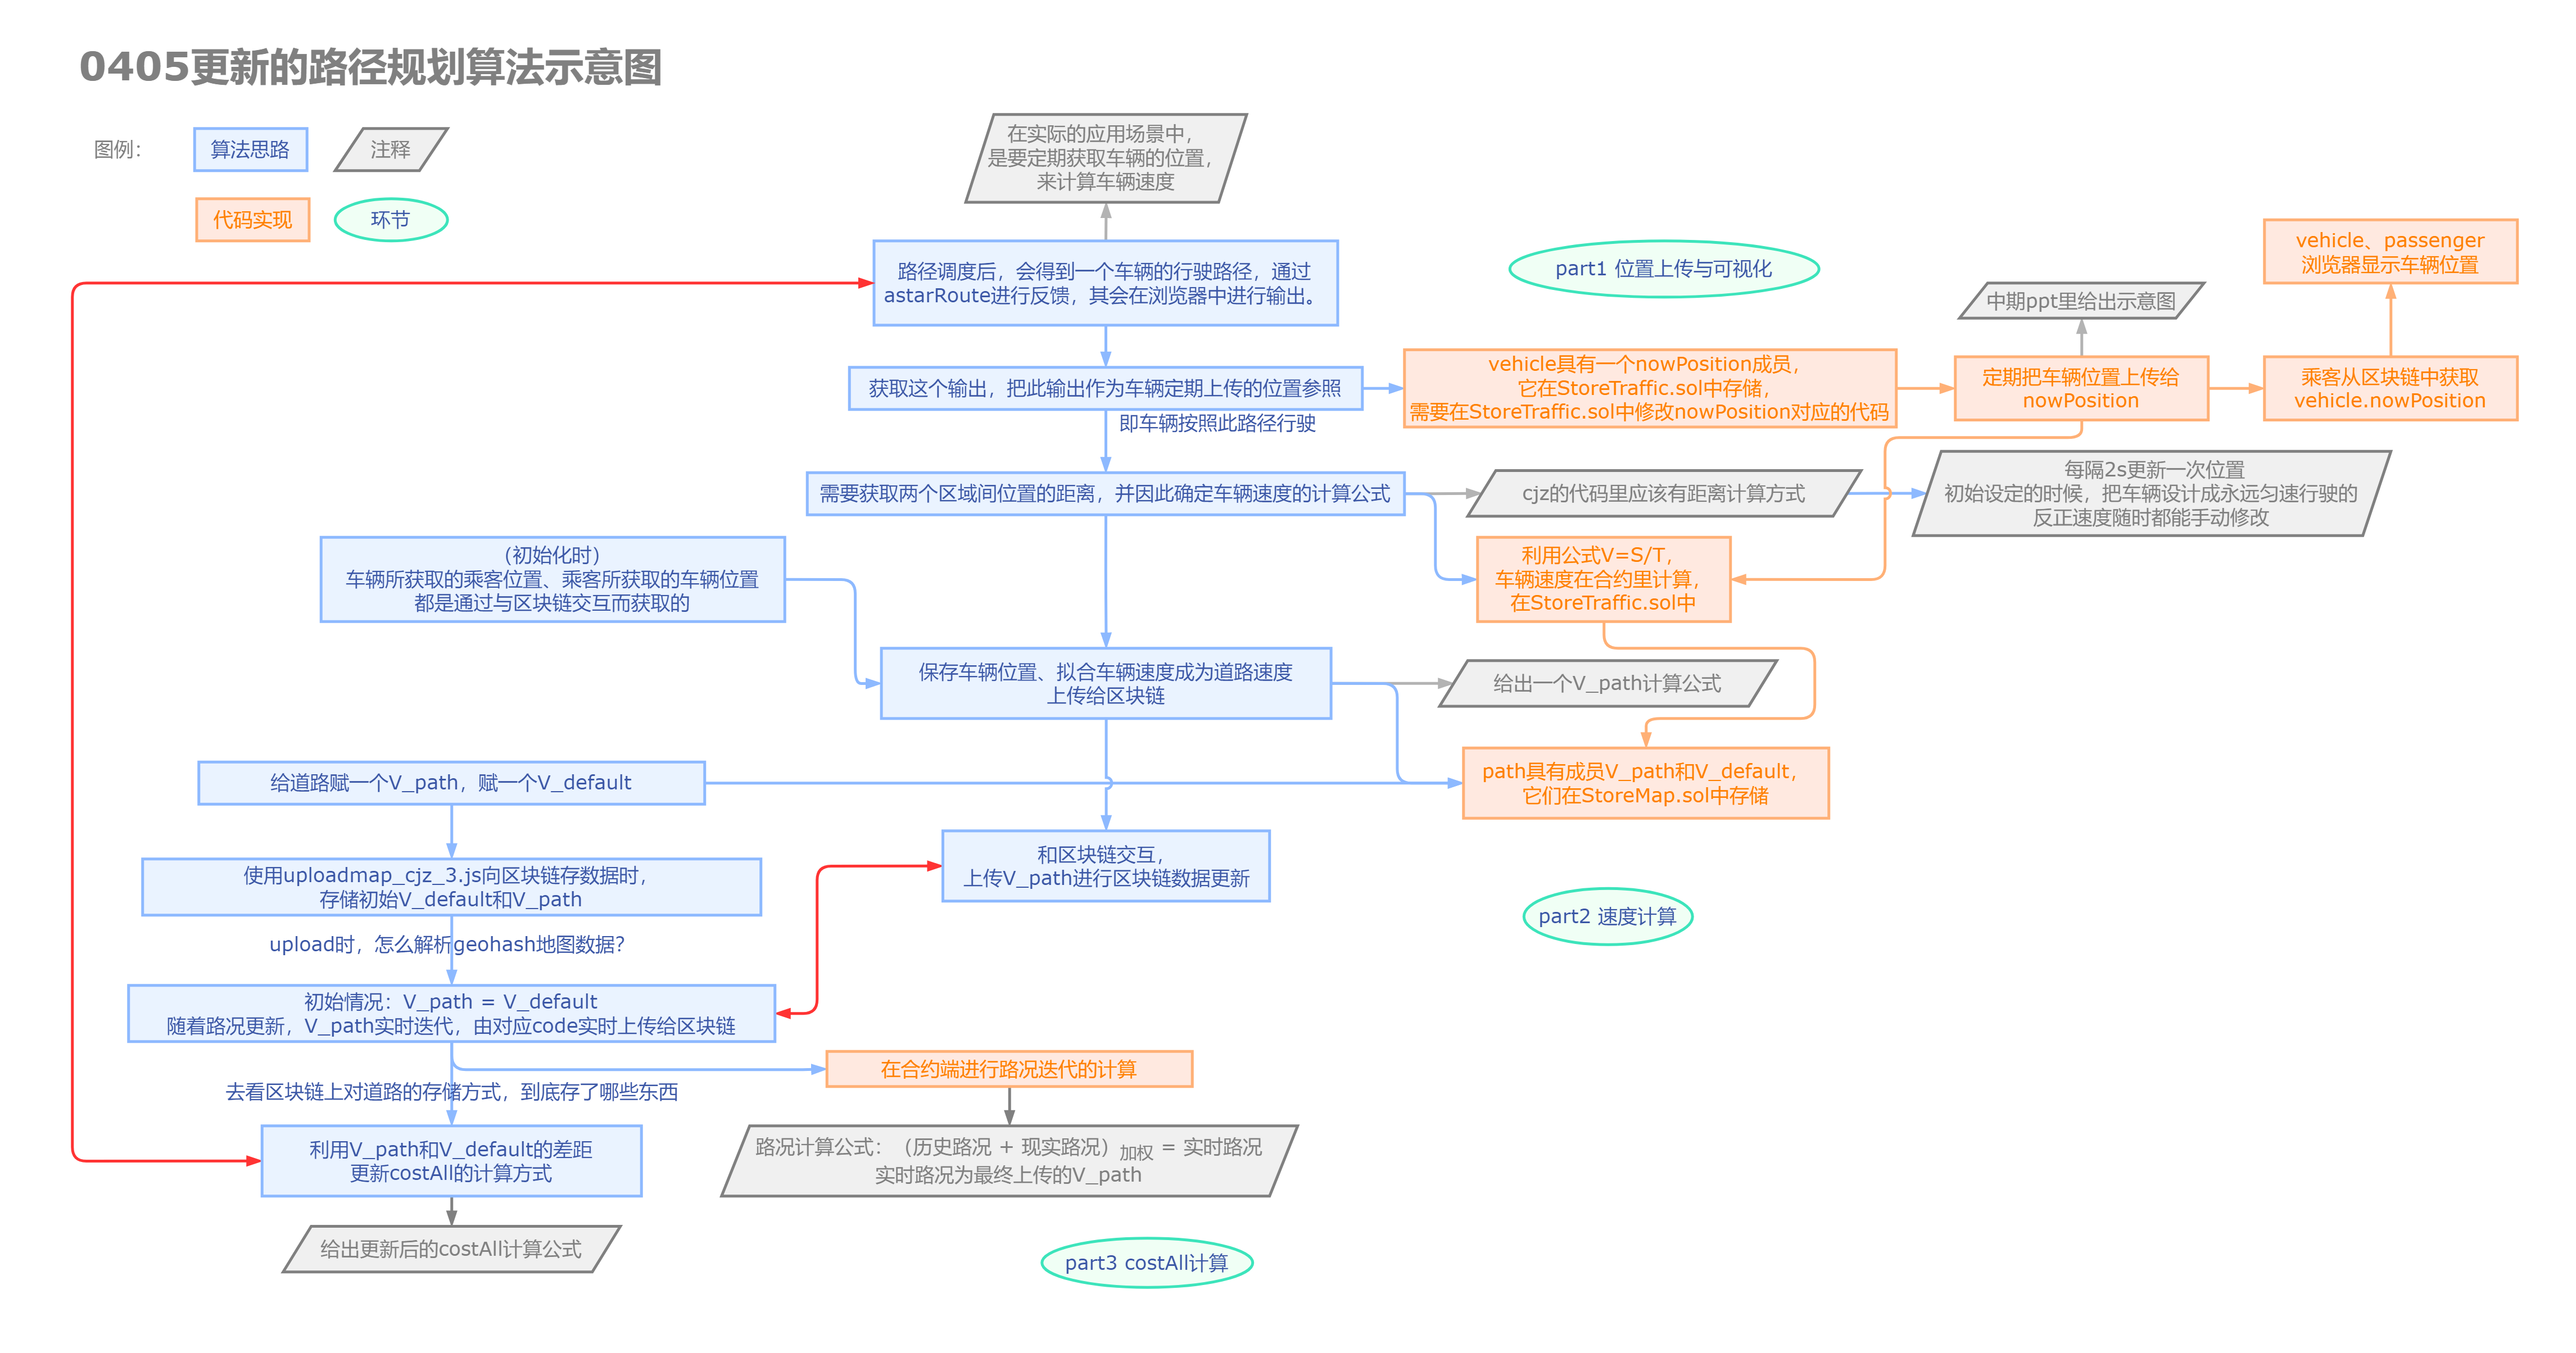 0405更新的路径规划算法示意图
图例：
算法思路
注释
代码实现
环节
在实际的应用场景中，
是要定期获取车辆的位置，
来计算车辆速度
路径调度后，会得到一个车辆的行驶路径，通过
astarRoute进行反馈，其会在浏览器中进行输出。
part1 位置上传与可视化
vehicle、passenger
浏览器显示车辆位置
中期ppt里给出示意图
获取这个输出，把此输出作为车辆定期上传的位置参照
vehicle具有一个nowPosition成员，
它在StoreTraffic.sol中存储，
需要在StoreTraffic.sol中修改nowPosition对应的代码
定期把车辆位置上传给
nowPosition
乘客从区块链中获取
vehicle.nowPosition
即车辆按照此路径行驶
需要获取两个区域间位置的距离，并因此确定车辆速度的计算公式
cjz的代码里应该有距离计算方式
每隔2s更新一次位置
初始设定的时候，把车辆设计成永远匀速行驶的
反正速度随时都能手动修改
（初始化时）
车辆所获取的乘客位置、乘客所获取的车辆位置
都是通过与区块链交互而获取的
利用公式V=S/T，
车辆速度在合约里计算，
在StoreTraffic.sol中
保存车辆位置、拟合车辆速度成为道路速度
上传给区块链
给出一个V_path计算公式
给道路赋一个V_path，赋一个V_default
path具有成员V_path和V_default，
它们在StoreMap.sol中存储
使用uploadmap_cjz_3.js向区块链存数据时，
存储初始V_default和V_path
和区块链交互，
上传V_path进行区块链数据更新
part2 速度计算
upload时，怎么解析geohash地图数据？
初始情况：V_path = V_default
随着路况更新，V_path实时迭代，由对应code实时上传给区块链
在合约端进行路况迭代的计算
去看区块链上对道路的存储方式，到底存了哪些东西
利用V_path和V_default的差距
更新costAll的计算方式
路况计算公式：（历史路况 + 现实路况）加权 = 实时路况
实时路况为最终上传的V_path
给出更新后的costAll计算公式
part3 costAll计算